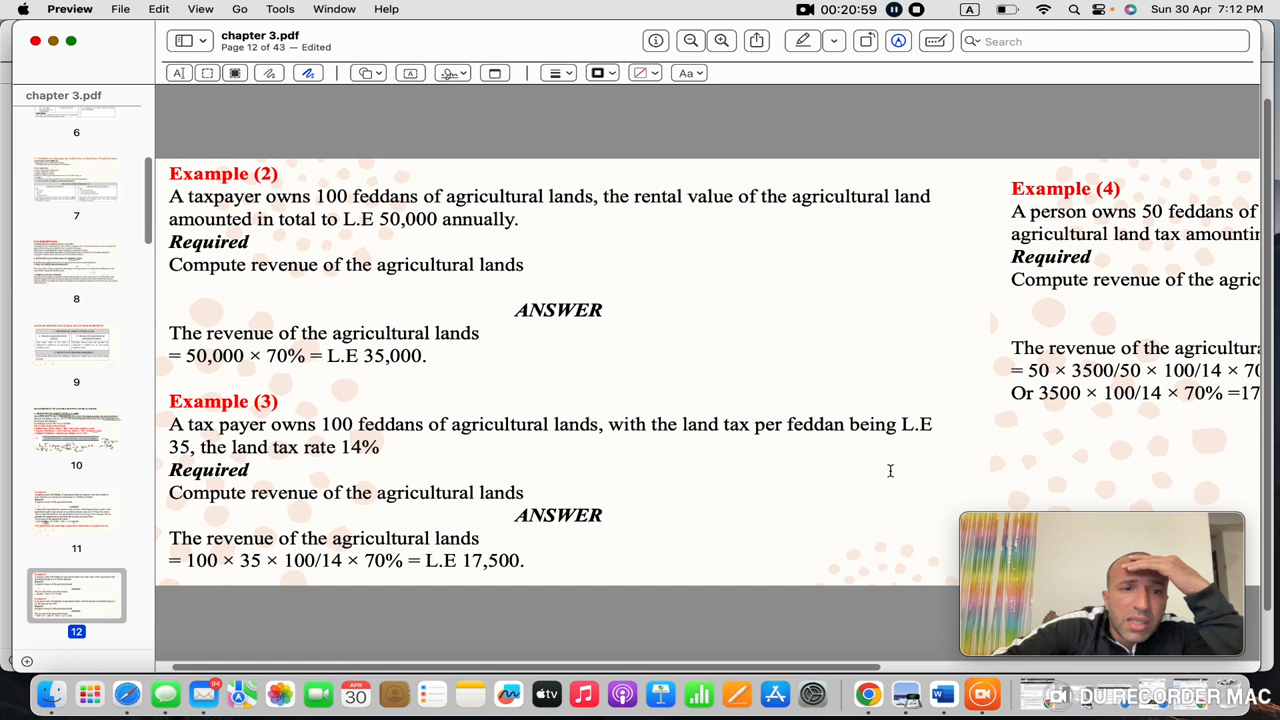 Preview File Edit View Go Tools Window Help 00:20:59 A Sun 30 Apr 7:12 PM
chapter 3.pdf
Page 12 of 43 — Edited
Search
Aa
chapter 3.pdf
6
7
8
9
10
11
12
Example (2)
A taxpayer owns 100 feddans of agricultural lands, the rental value of the agricultural land
amounted in total to L.E 50,000 annually.
Required
Compute revenue of the agricultural lands
ANSWER
The revenue of the agricultural lands
= 50,000 × 70% = L.E 35,000.
Example (3)
A taxpayer owns 100 feddans of agricultural lands, with the land tax feddan being L.E
35, the land tax rate 14%
Required
Compute revenue of the agricultural lands
ANSWER
The revenue of the agricultural lands
= 100 × 35 × 100/14 × 70% = L.E 17,500.
Example (4)
A person owns 50 feddans of
agricultural land tax accountin
Required
Compute revenue of the agric
The revenue of the agricultura
= 50 × 3500/50 × 100/14 × 70
Or 3500 × 100/14 ×70% =17
94
APR
30
tv
DU RECORDER MAC